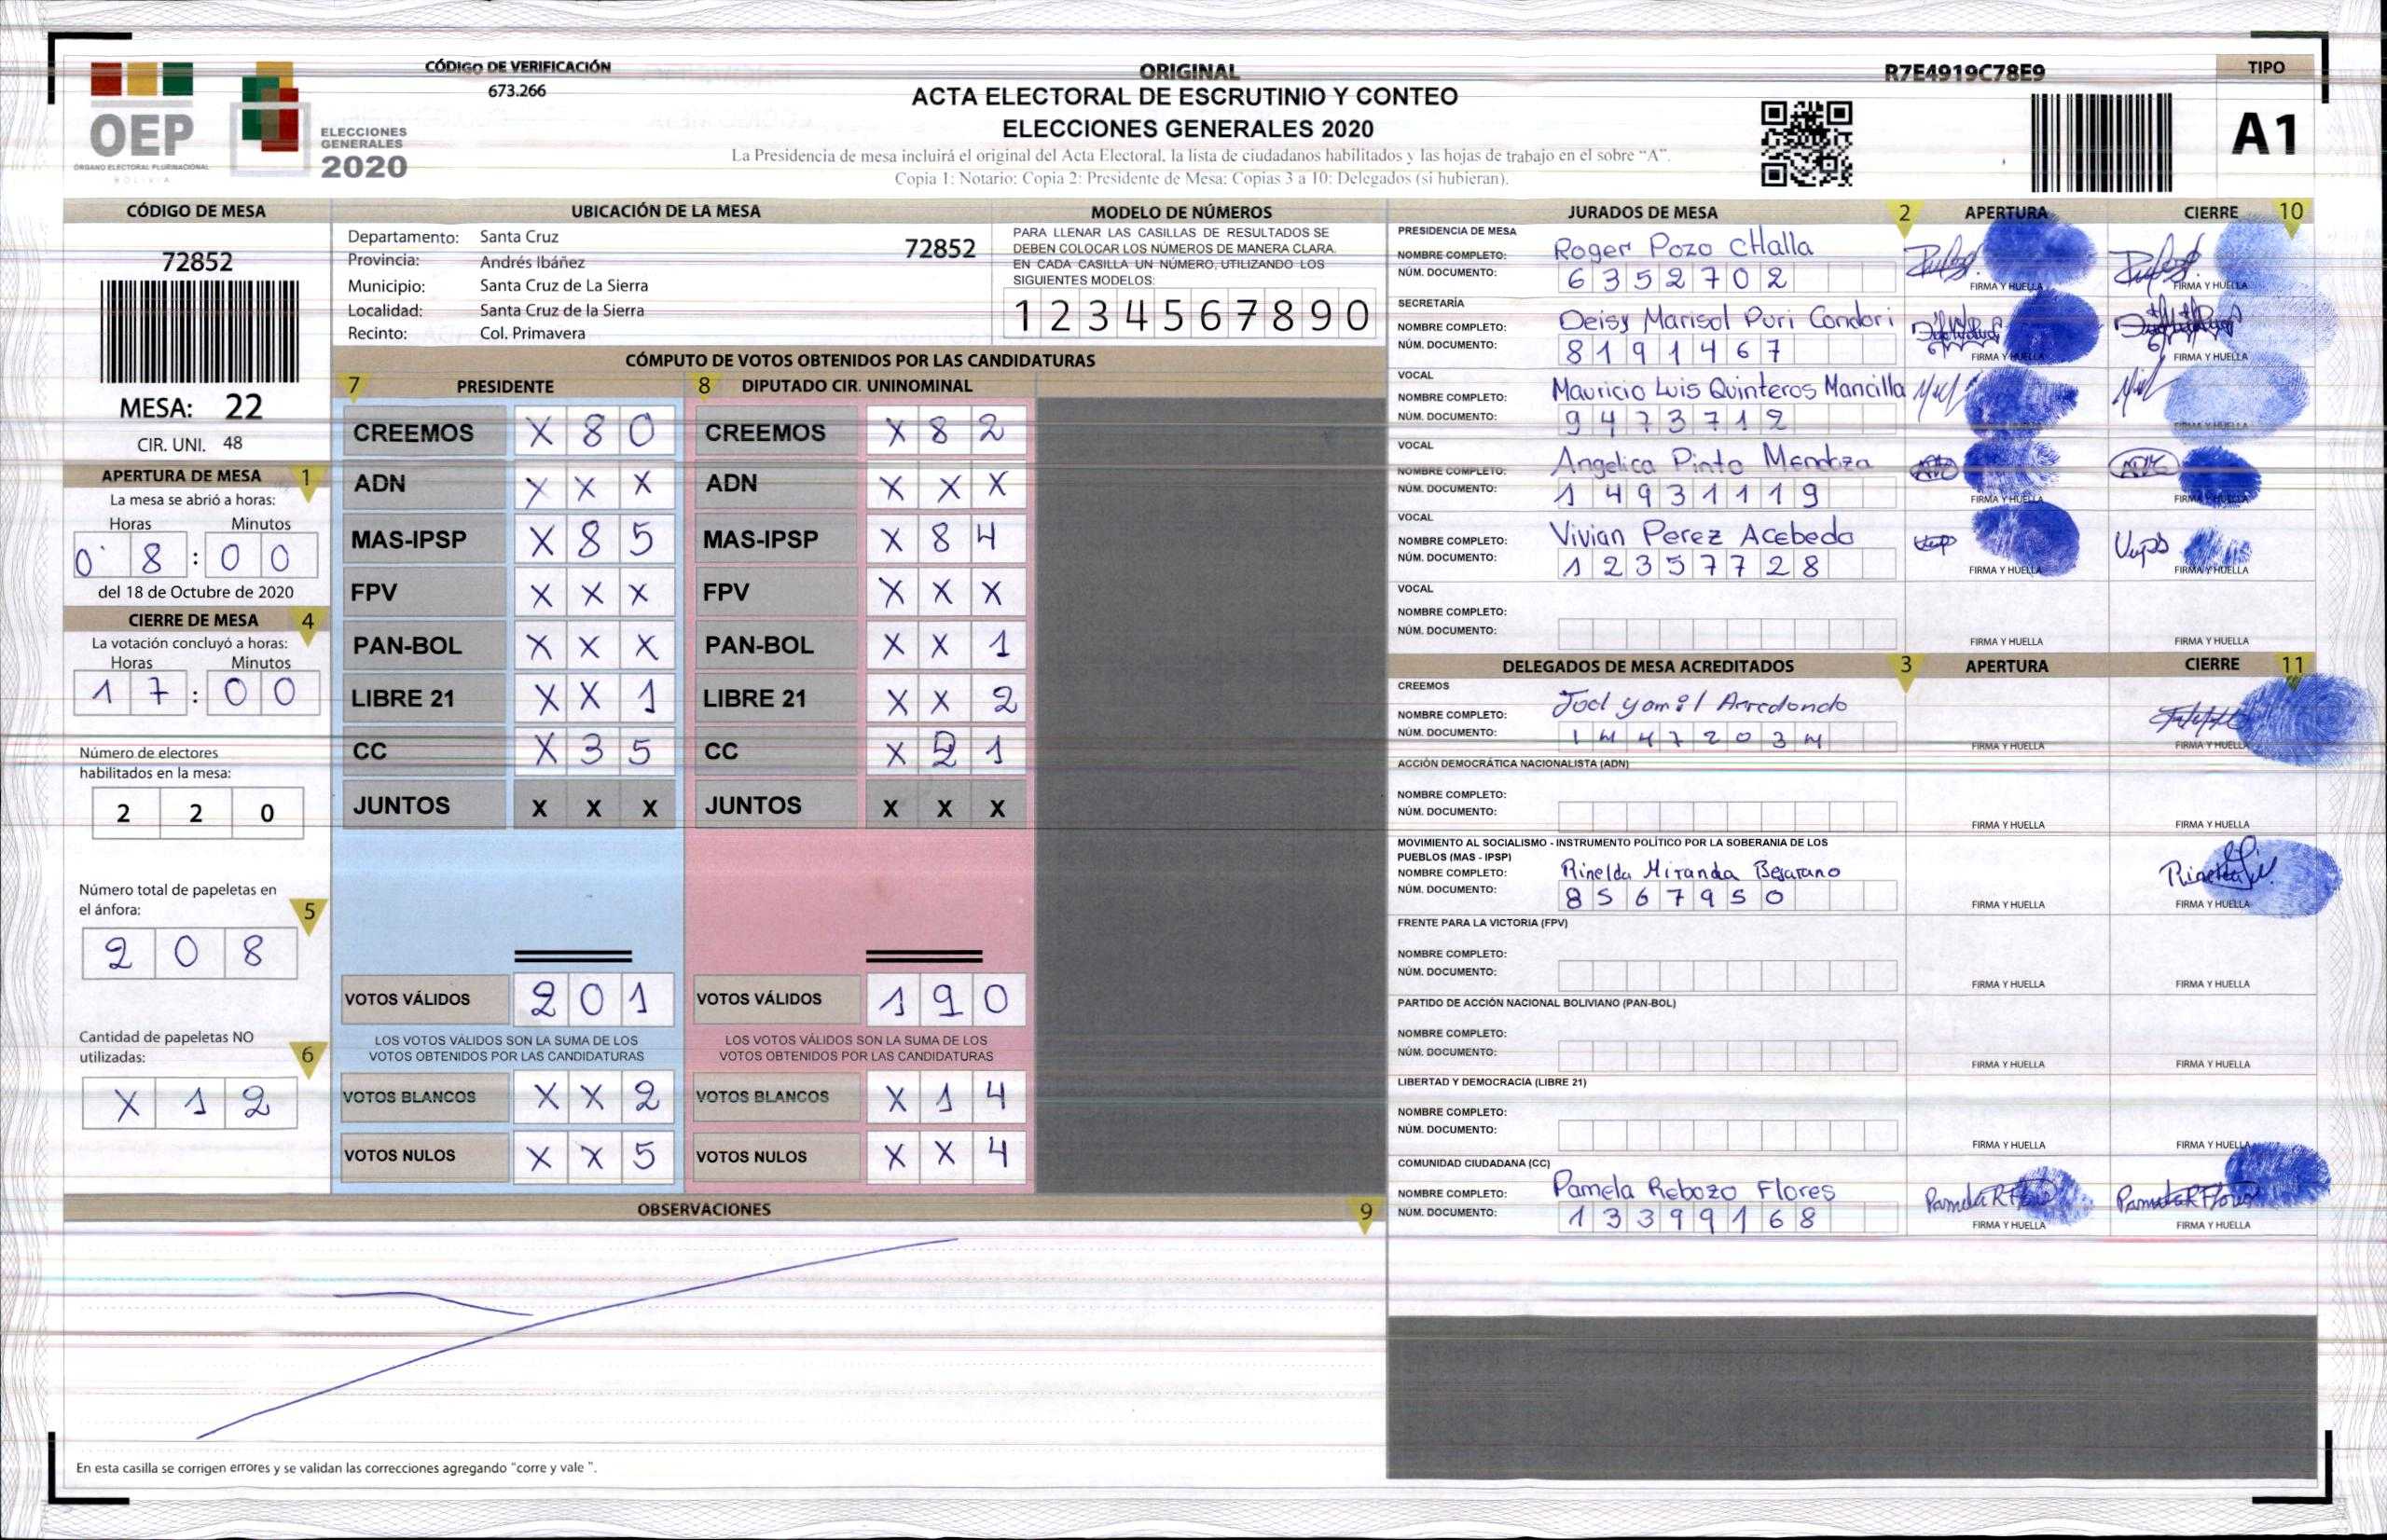 CÓDIGO DE VERIFICACIÓN
673.266
OEP
ÓRGANO ELECTORAL PLURINACIONAL
BOLIVIA
ELECCIONES
GENERALES
2020
ORIGINAL
ACTA ELECTORAL DE ESCRUTINIO Y CONTEO
ELECCIONES GENERALES 2020
La Presidencia de mesa incluirá el original del Acta Electoral, la lista de ciudadanos habilitados y las hojas de trabajo en el sobre "A".
Copia 1: Notario: Copia 2: Presidente de Mesa: Copias 3 a 10: Delegados (si hubieran).
R7E4919C78E9
TIPO
A1
CÓDIGO DE MESA
72852
MESA: 22
CIR. UNI. 48
APERTURA DE MESA 1
La mesa se abrió a horas:
Horas Minutos
0 8 : 0 0
del 18 de Octubre de 2020
CIERRE DE MESA 4
La votación concluyó a horas:
Horas Minutos
1 7 : 0 0
Número de electores
habilitados en la mesa:
2 2 0
Número total de papeletas en
el ánfora: 5
2 0 8
Cantidad de papeletas NO
utilizadas: 6
X 1 2
UBICACIÓN DE LA MESA
Departamento: Santa Cruz
72852
Provincia: Andrés Ibáñez
Municipio: Santa Cruz de La Sierra
Localidad: Santa Cruz de la Sierra
Recinto: Col. Primavera
MODELO DE NÚMEROS
PARA LLENAR LAS CASILLAS DE RESULTADOS SE
DEBEN COLOCAR LOS NÚMEROS DE MANERA CLARA.
EN CADA CASILLA UN NÚMERO, UTILIZANDO LOS
SIGUIENTES MODELOS:
1 2 3 4 5 6 7 8 9 0
CÓMPUTO DE VOTOS OBTENIDOS POR LAS CANDIDATURAS
7 PRESIDENTE 8 DIPUTADO CIR. UNINOMINAL
CREEMOS X 8 0 CREEMOS X 8 2
ADN X X X ADN X X X
MAS-IPSP X 8 5 MAS-IPSP X 8 4
FPV X X X FPV X X X
PAN-BOL X X X PAN-BOL X X 1
LIBRE 21 X X 1 LIBRE 21 X X 2
CC X 3 5 CC X 2 1
JUNTOS X X X JUNTOS X X X
VOTOS VÁLIDOS 2 0 1 VOTOS VÁLIDOS 1 9 0
LOS VOTOS VÁLIDOS SON LA SUMA DE LOS LOS VOTOS VÁLIDOS SON LA SUMA DE LOS
VOTOS OBTENIDOS POR LAS CANDIDATURAS VOTOS OBTENIDOS POR LAS CANDIDATURAS
VOTOS BLANCOS X X 2 VOTOS BLANCOS X 1 4
VOTOS NULOS X X 5 VOTOS NULOS X X 4
OBSERVACIONES 9
En esta casilla se corrigen errores y se validan las correcciones agregando "corre y vale ".
JURADOS DE MESA 2 APERTURA CIERRE 10
PRESIDENCIA DE MESA
NOMBRE COMPLETO: Roger Pozo CHalla
NÚM. DOCUMENTO: 6 3 5 2 7 0 2
FIRMA Y HUELLA FIRMA Y HUELLA
SECRETARÍA
NOMBRE COMPLETO: Deisy Marisol Puri Condori
NÚM. DOCUMENTO: 8 1 9 1 4 6 7
FIRMA Y HUELLA FIRMA Y HUELLA
VOCAL
NOMBRE COMPLETO: Mauricio Luis Quinteros Mancilla
NÚM. DOCUMENTO: 9 4 7 3 7 1 2
FIRMA Y HUELLA
VOCAL
NOMBRE COMPLETO: Angelica Pinto Mendoza
NÚM. DOCUMENTO: 1 4 9 3 1 1 1 9
FIRMA Y HUELLA FIRMA Y HUELLA
VOCAL
NOMBRE COMPLETO: Vivian Perez Acebedo
NÚM. DOCUMENTO: 1 2 3 5 7 7 2 8
FIRMA Y HUELLA FIRMA Y HUELLA
VOCAL
NOMBRE COMPLETO:
NÚM. DOCUMENTO:
FIRMA Y HUELLA FIRMA Y HUELLA
DELEGADOS DE MESA ACREDITADOS 3 APERTURA CIERRE 11
CREEMOS
NOMBRE COMPLETO: Joel yamil Arredondo
NÚM. DOCUMENTO: 1 4 4 7 2 0 3 4
FIRMA Y HUELLA FIRMA Y HUELLA
ACCIÓN DEMOCRÁTICA NACIONALISTA (ADN)
NOMBRE COMPLETO:
NÚM. DOCUMENTO:
FIRMA Y HUELLA FIRMA Y HUELLA
MOVIMIENTO AL SOCIALISMO - INSTRUMENTO POLÍTICO POR LA SOBERANIA DE LOS
PUEBLOS (MAS - IPSP)
NOMBRE COMPLETO: Rinelda Miranda Bejarano
NÚM. DOCUMENTO: 8 5 6 7 9 5 0
FIRMA Y HUELLA FIRMA Y HUELLA
FRENTE PARA LA VICTORIA (FPV)
NOMBRE COMPLETO:
NÚM. DOCUMENTO:
FIRMA Y HUELLA FIRMA Y HUELLA
PARTIDO DE ACCIÓN NACIONAL BOLIVIANO (PAN-BOL)
NOMBRE COMPLETO:
NÚM. DOCUMENTO:
FIRMA Y HUELLA FIRMA Y HUELLA
LIBERTAD Y DEMOCRACIA (LIBRE 21)
NOMBRE COMPLETO:
NÚM. DOCUMENTO:
FIRMA Y HUELLA FIRMA Y HUELLA
COMUNIDAD CIUDADANA (CC)
NOMBRE COMPLETO: Pamela Rebozo Flores
NÚM. DOCUMENTO: 1 3 3 9 9 1 6 8
FIRMA Y HUELLA FIRMA Y HUELLA